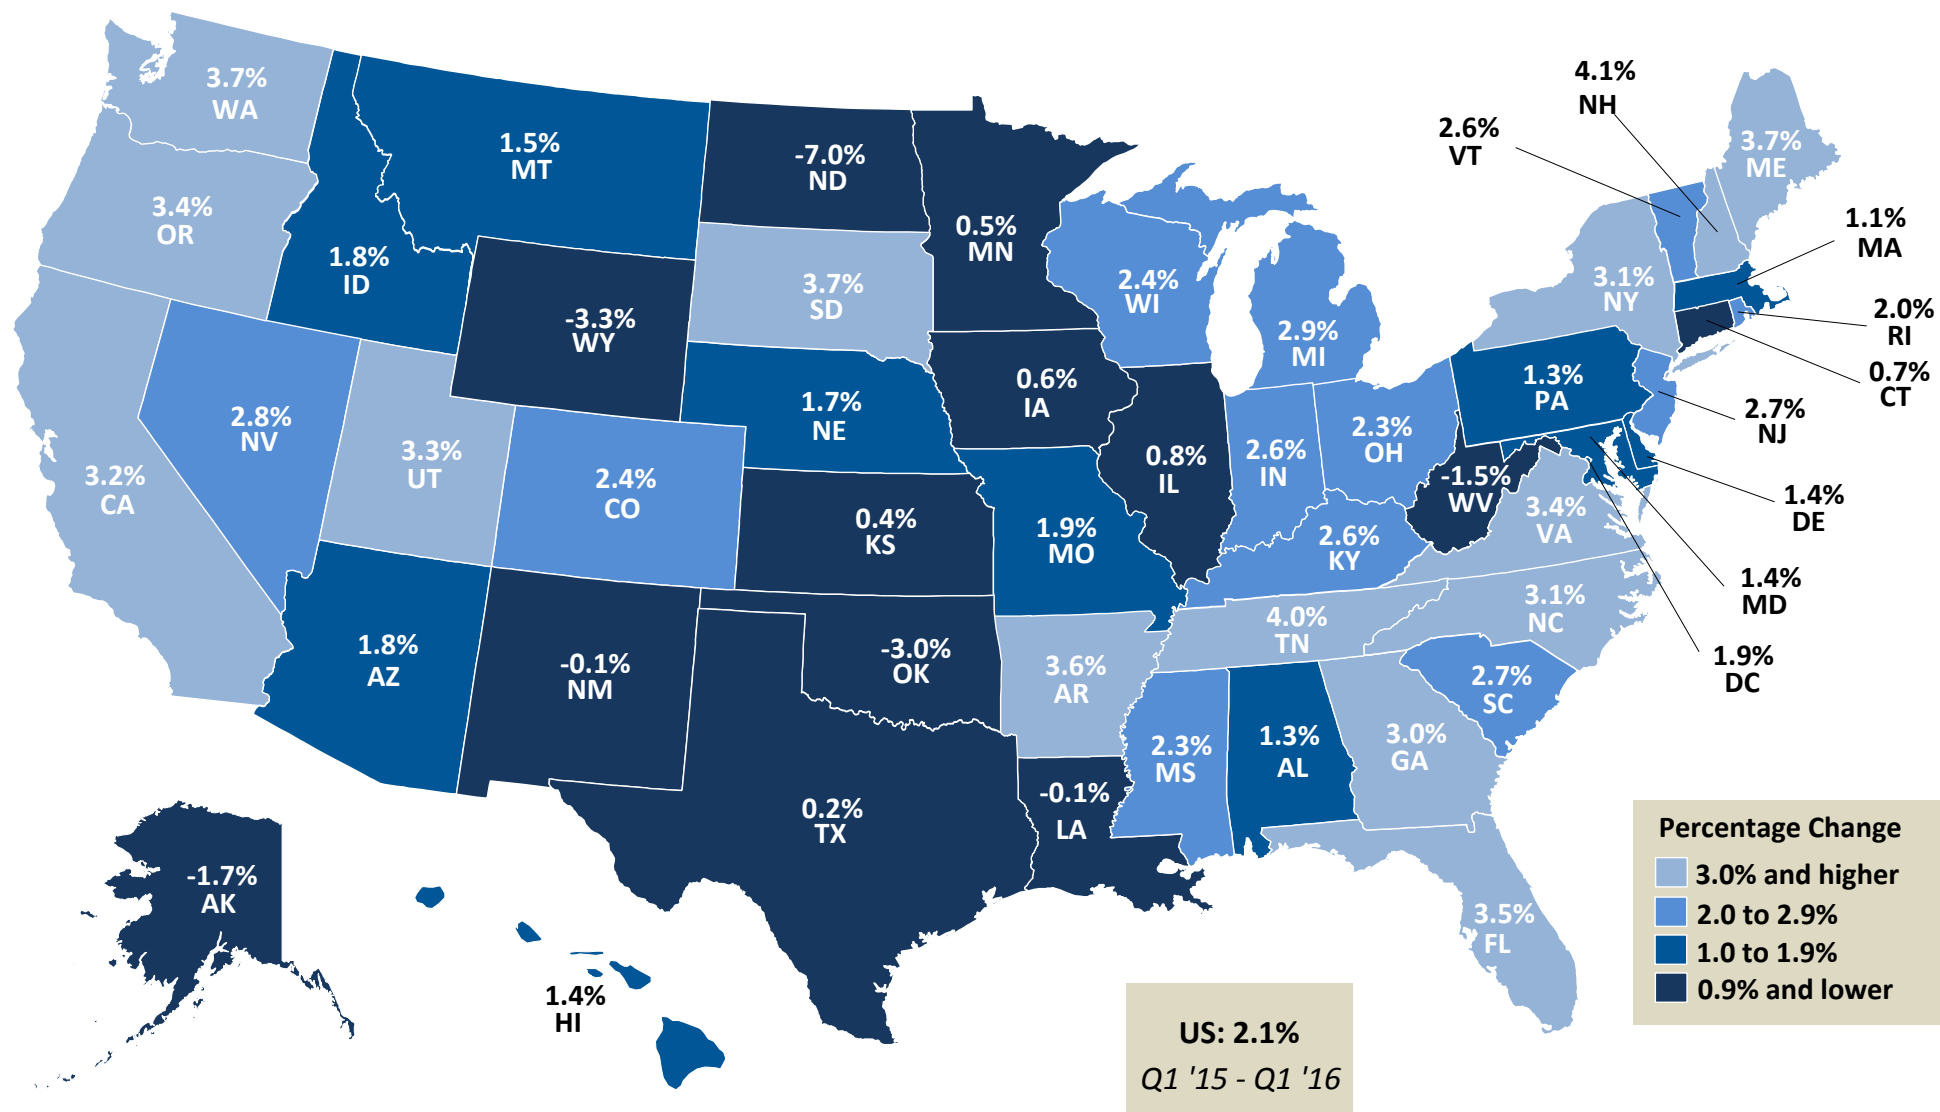 3.7%
WA
3.4%
OR
1.8%
ID
1.5%
MT
-7.0%
ND
0.5%
MN
3.7%
SD
-3.3%
WY
2.4%
WI
2.9%
MI
4.1%
NH
2.6%
VT
3.7%
ME
1.1%
MA
3.1%
NY
2.0%
RI
0.7%
CT
2.7%
NJ
1.3%
PA
2.8%
NV
3.2%
CA
3.3%
UT
2.4%
CO
1.7%
NE
0.6%
IA
0.8%
IL
2.6%
IN
2.3%
OH
-1.5%
WV
3.4%
VA
1.4%
DE
1.4%
MD
1.9%
DC
0.4%
KS
1.9%
MO
2.6%
KY
3.1%
NC
4.0%
TN
1.8%
AZ
-0.1%
NM
-3.0%
OK
3.6%
AR
2.7%
SC
2.3%
MS
1.3%
AL
3.0%
GA
0.2%
TX
-0.1%
LA
3.5%
FL
-1.7%
AK
1.4%
HI
Percentage Change
3.0% and higher
2.0 to 2.9%
1.0 to 1.9%
0.9% and lower
US: 2.1%
Q1 '15 - Q1 '16